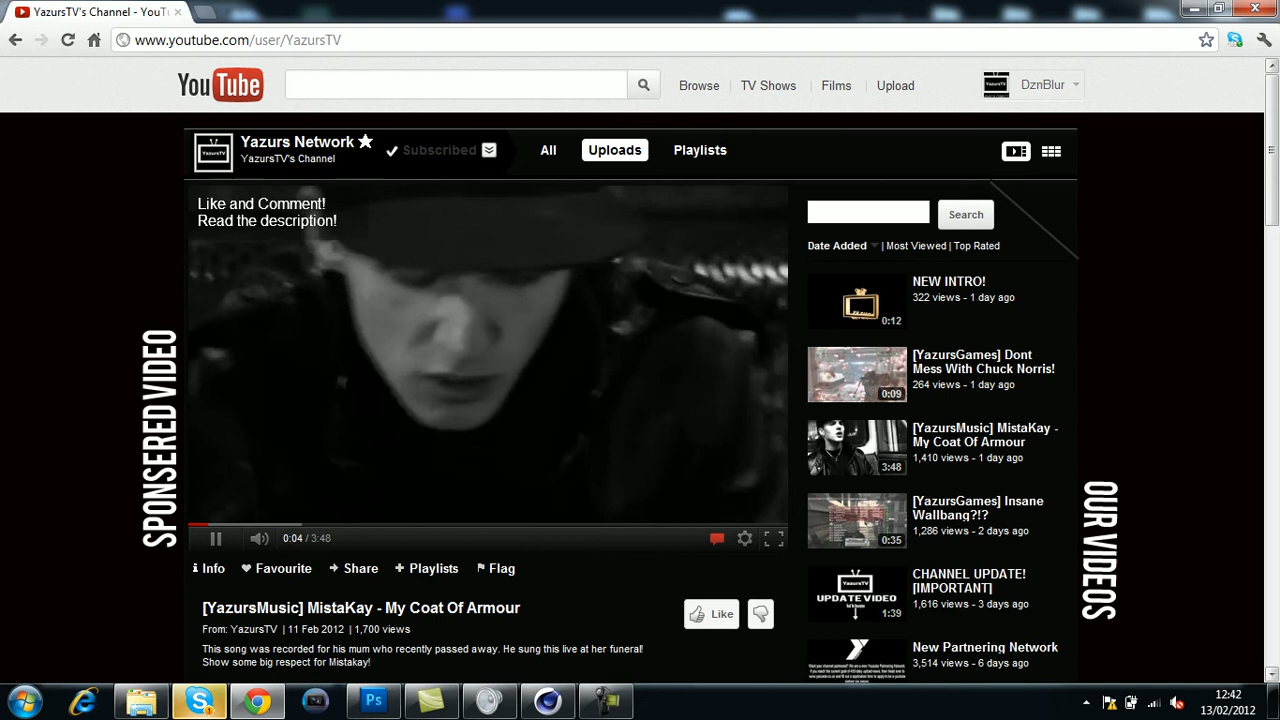 YazursTV's Channel - YouT
www.youtube.com/user/YazursTV
YouTube
Browse
TV Shows
Films
Upload
DznBlur
Yazurs Network
YazursTV's Channel
Subscribed
All
Uploads
Playlists
Like and Comment!
Read the description!
Search
Date Added | Most Viewed | Top Rated
NEW INTRO!
322 views - 1 day ago
0:12
[YazursGames] Dont
Mess With Chuck Norris!
264 views - 1 day ago
0:09
[YazursMusic] MistaKay -
My Coat Of Armour
1,410 views - 1 day ago
3:48
[YazursGames] Insane
Wallbang?!?
1,286 views - 2 days ago
0:35
CHANNEL UPDATE!
[IMPORTANT]
1,616 views - 3 days ago
YazursTV
UPDATE VIDEO
1:39
New Partnering Network
3,514 views - 6 days ago
SPONSERED VIDEO
OUR VIDEOS
0:04 / 3:48
Info
Favourite
Share
Playlists
Flag
[YazursMusic] MistaKay - My Coat Of Armour
Like
From: YazursTV | 11 Feb 2012 | 1,700 views
This song was recorded for his mum who recently passed away. He sung this live at her funeral!
Show some big respect for Mistakay!
Ps
12:42
13/02/2012